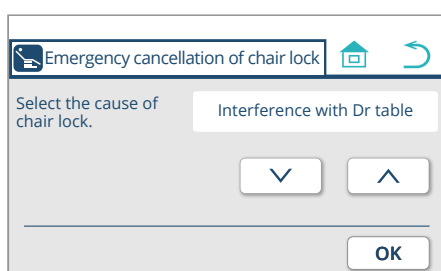 Emergency cancellation of chair lock
Select the cause of
chair lock.
Interference with Dr table
OK